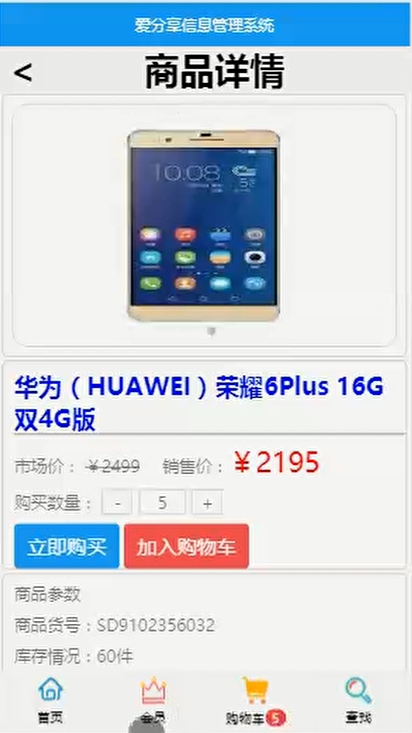 爱分享信息管理系统
<
商品详情
10:08
华为（HUAWEI）荣耀6Plus 16G
双4G版
市场价：￥2499 销售价：￥2195
购买数量： - 5 +
立即购买 加入购物车
商品参数
商品货号：SD9102356032
库存情况：60件
首页 会员 购物车 5 查找